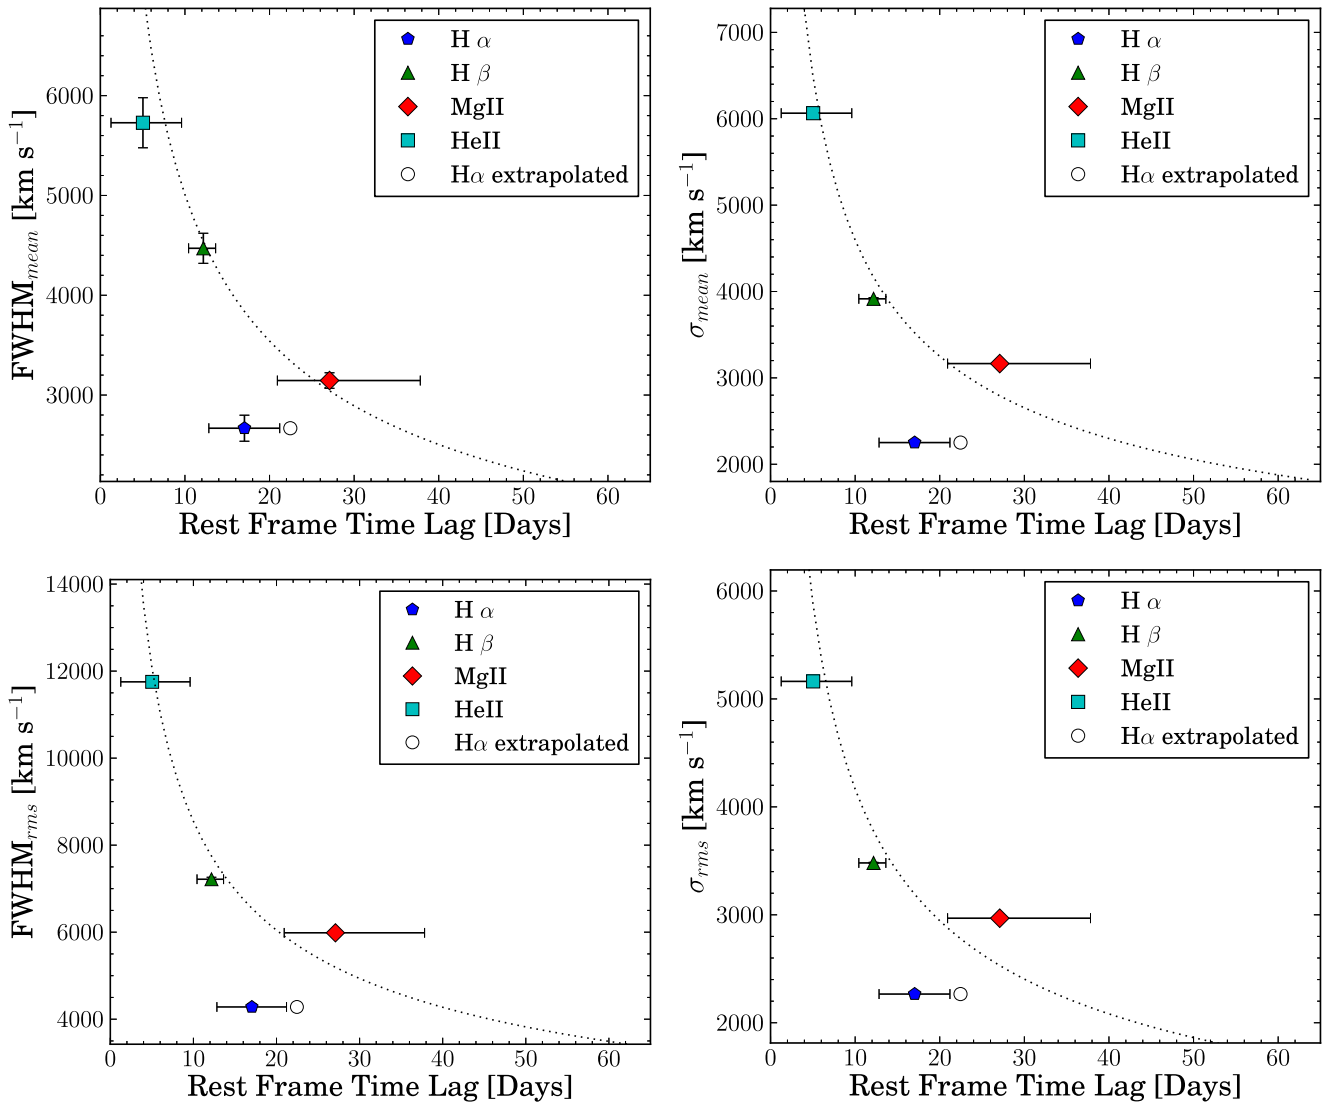 H α
H β
MgII
HeII
Hα extrapolated
6000
5000
4000
3000
0 10 20 30 40 50 60
FWHM_mean [km s⁻¹]
Rest Frame Time Lag [Days]
H α
H β
MgII
HeII
Hα extrapolated
7000
6000
5000
4000
3000
2000
0 10 20 30 40 50 60
σ_mean [km s⁻¹]
Rest Frame Time Lag [Days]
H α
H β
MgII
HeII
Hα extrapolated
14000
12000
10000
8000
6000
4000
0 10 20 30 40 50 60
FWHM_rms [km s⁻¹]
Rest Frame Time Lag [Days]
H α
H β
MgII
HeII
Hα extrapolated
6000
5000
4000
3000
2000
0 10 20 30 40 50 60
σ_rms [km s⁻¹]
Rest Frame Time Lag [Days]